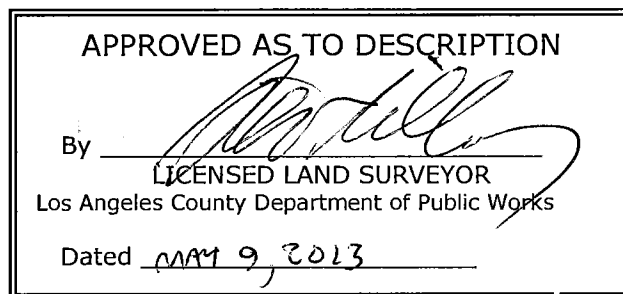 APPROVED AS TO DESCRIPTION
By
LICENSED LAND SURVEYOR
Los Angeles County Department of Public Works
Dated MAY 9, 2013